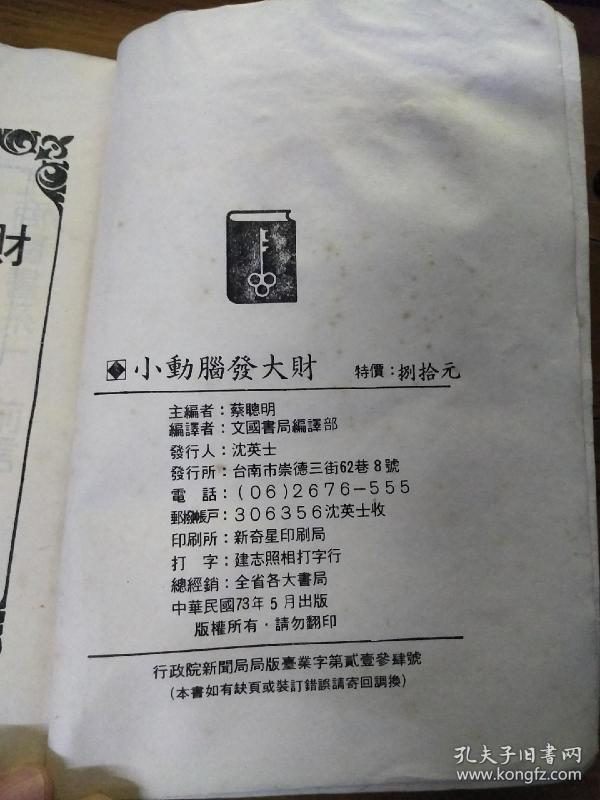 財
小動腦發大財 特價：捌拾元
主編者：蔡聰明
編譯者：文國書局編譯部
發行人：沈英士
發行所：台南市崇德三街62巷8號
電話：(06)2676-555
郵撥帳戶：306356沈英士收
印刷所：新奇星印刷局
打字：建志照相打字行
總經銷：全省各大書局
中華民國73年5月出版
版權所有·請勿翻印
行政院新聞局局版臺業字第貳壹參肆號
(本書如有缺頁或裝訂錯誤請寄回調換)
孔夫子旧书网
www.kongfz.com